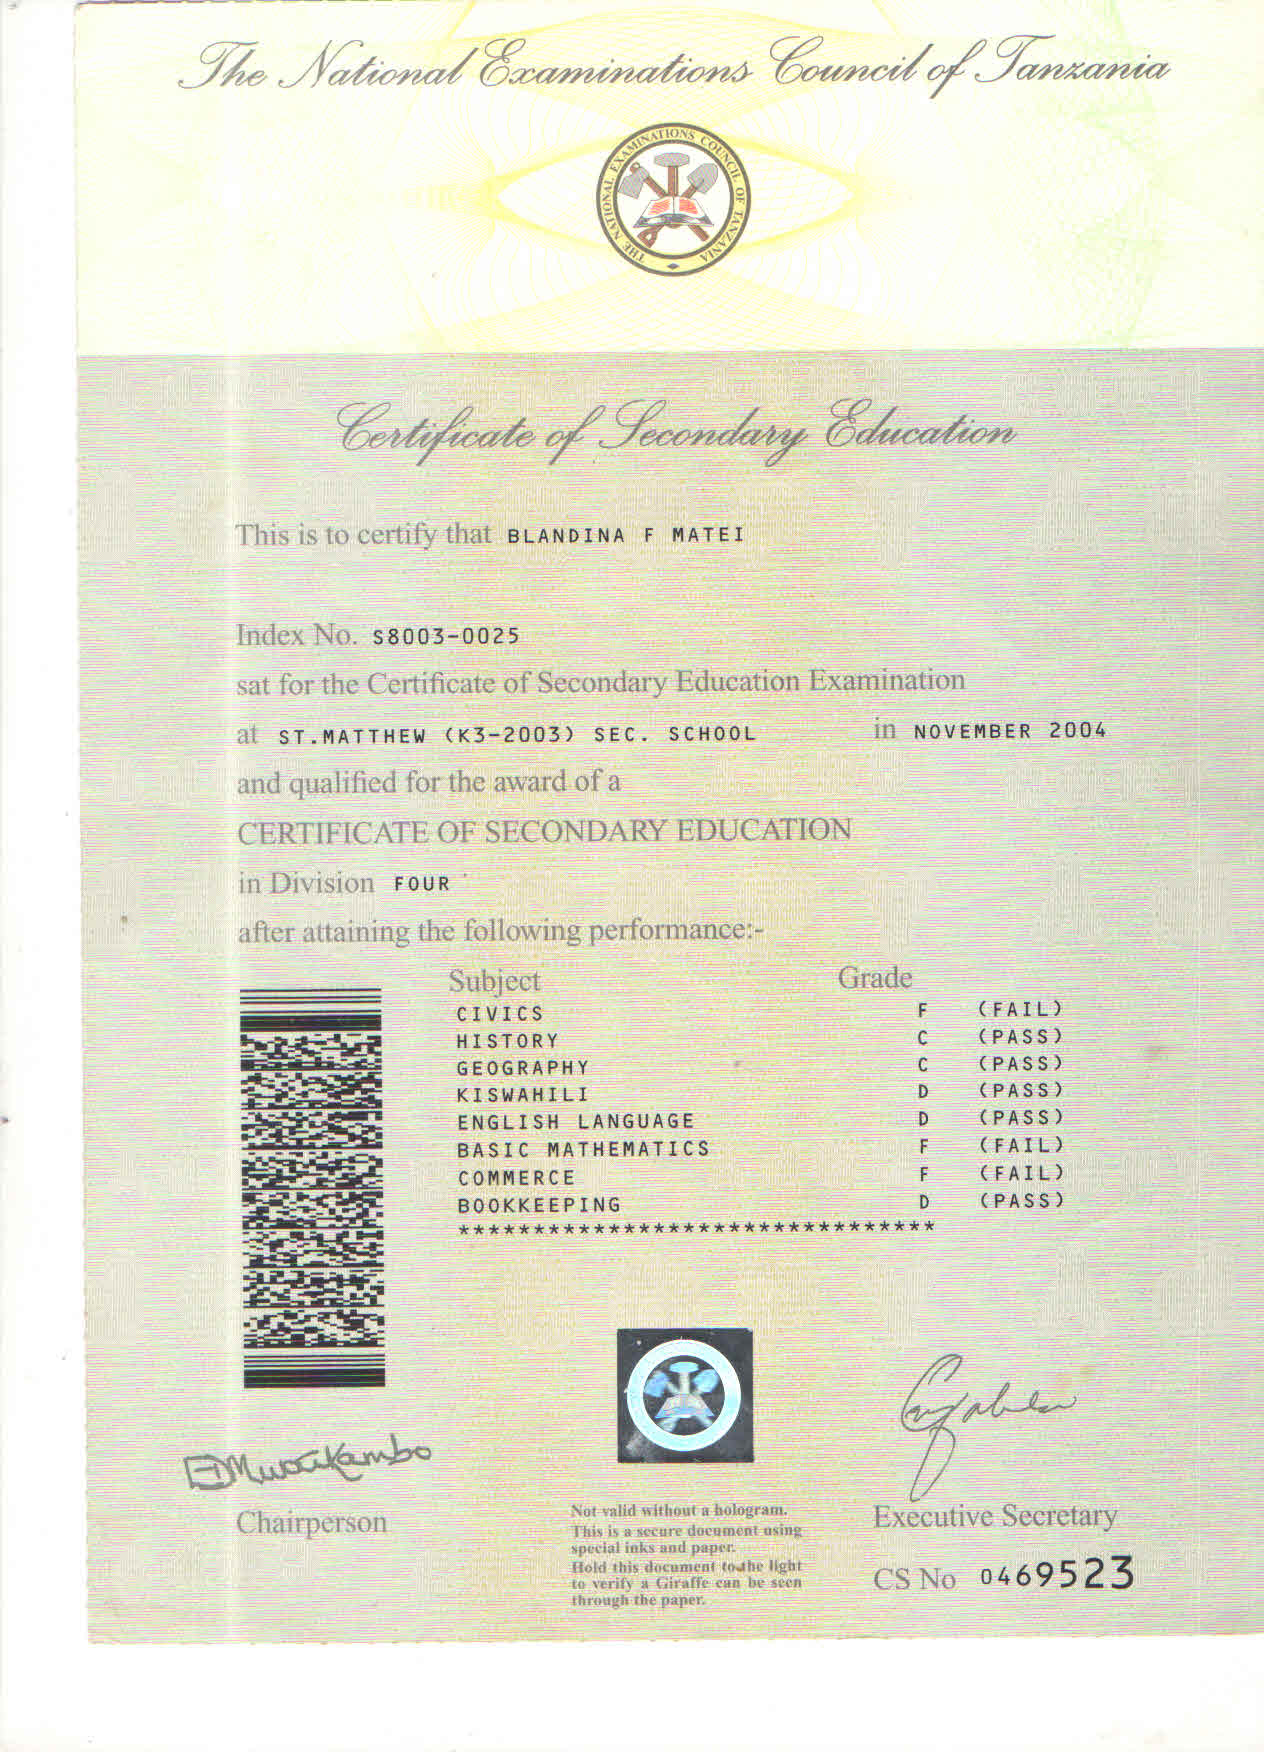 The National Examinations Council of Tanzania
THE NATIONAL EXAMINATIONS COUNCIL OF TANZANIA
Certificate of Secondary Education
This is to certify that BLANDINA F MATEI
Index No. S8003-0025
sat for the Certificate of Secondary Education Examination
at ST.MATTHEW (K3-2003) SEC. SCHOOL in NOVEMBER 2004
and qualified for the award of a
CERTIFICATE OF SECONDARY EDUCATION
in Division FOUR
after attaining the following performance:-
Subject Grade
CIVICS F (FAIL)
HISTORY C (PASS)
GEOGRAPHY C (PASS)
KISWAHILI D (PASS)
ENGLISH LANGUAGE D (PASS)
BASIC MATHEMATICS F (FAIL)
COMMERCE F (FAIL)
BOOKKEEPING D (PASS)
********************************
Chairperson
Not valid without a hologram.
This is a secure document using
special inks and paper.
Hold this document to the light
to verify a Giraffe can be seen
through the paper.
Executive Secretary
CS No 0469523